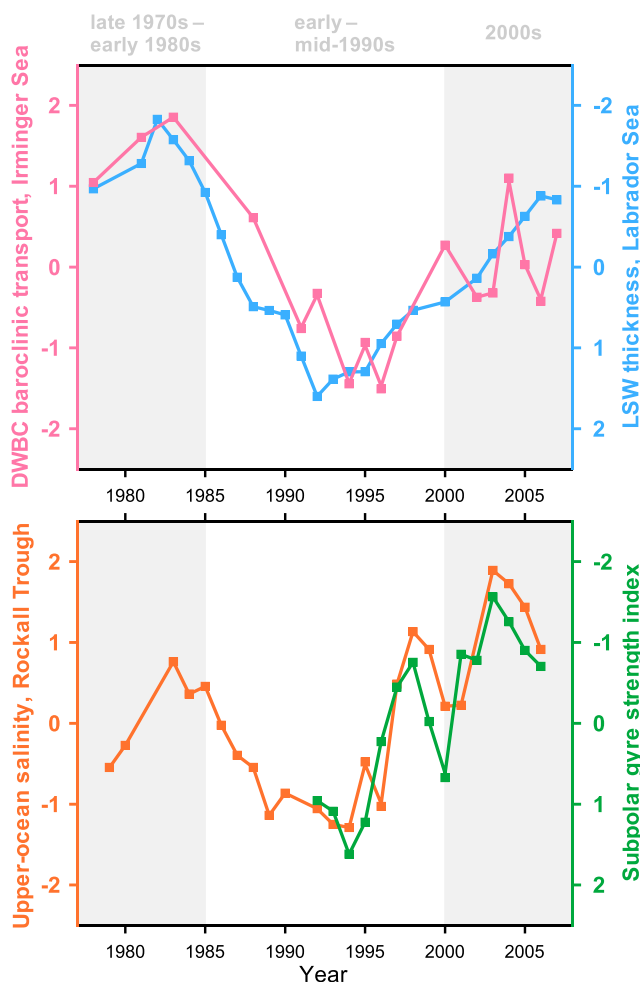 late 1970s –
early 1980s
early –
mid-1990s
2000s
DWBC baroclinic transport, Irminger Sea
2
1
0
-1
-2
-2
-1
0
1
2
LSW thickness, Labrador Sea
1980 1985 1990 1995 2000 2005
Upper-ocean salinity, Rockall Trough
2
1
0
-1
-2
-2
-1
0
1
2
Subpolar gyre strength index
1980 1985 1990 1995 2000 2005
Year